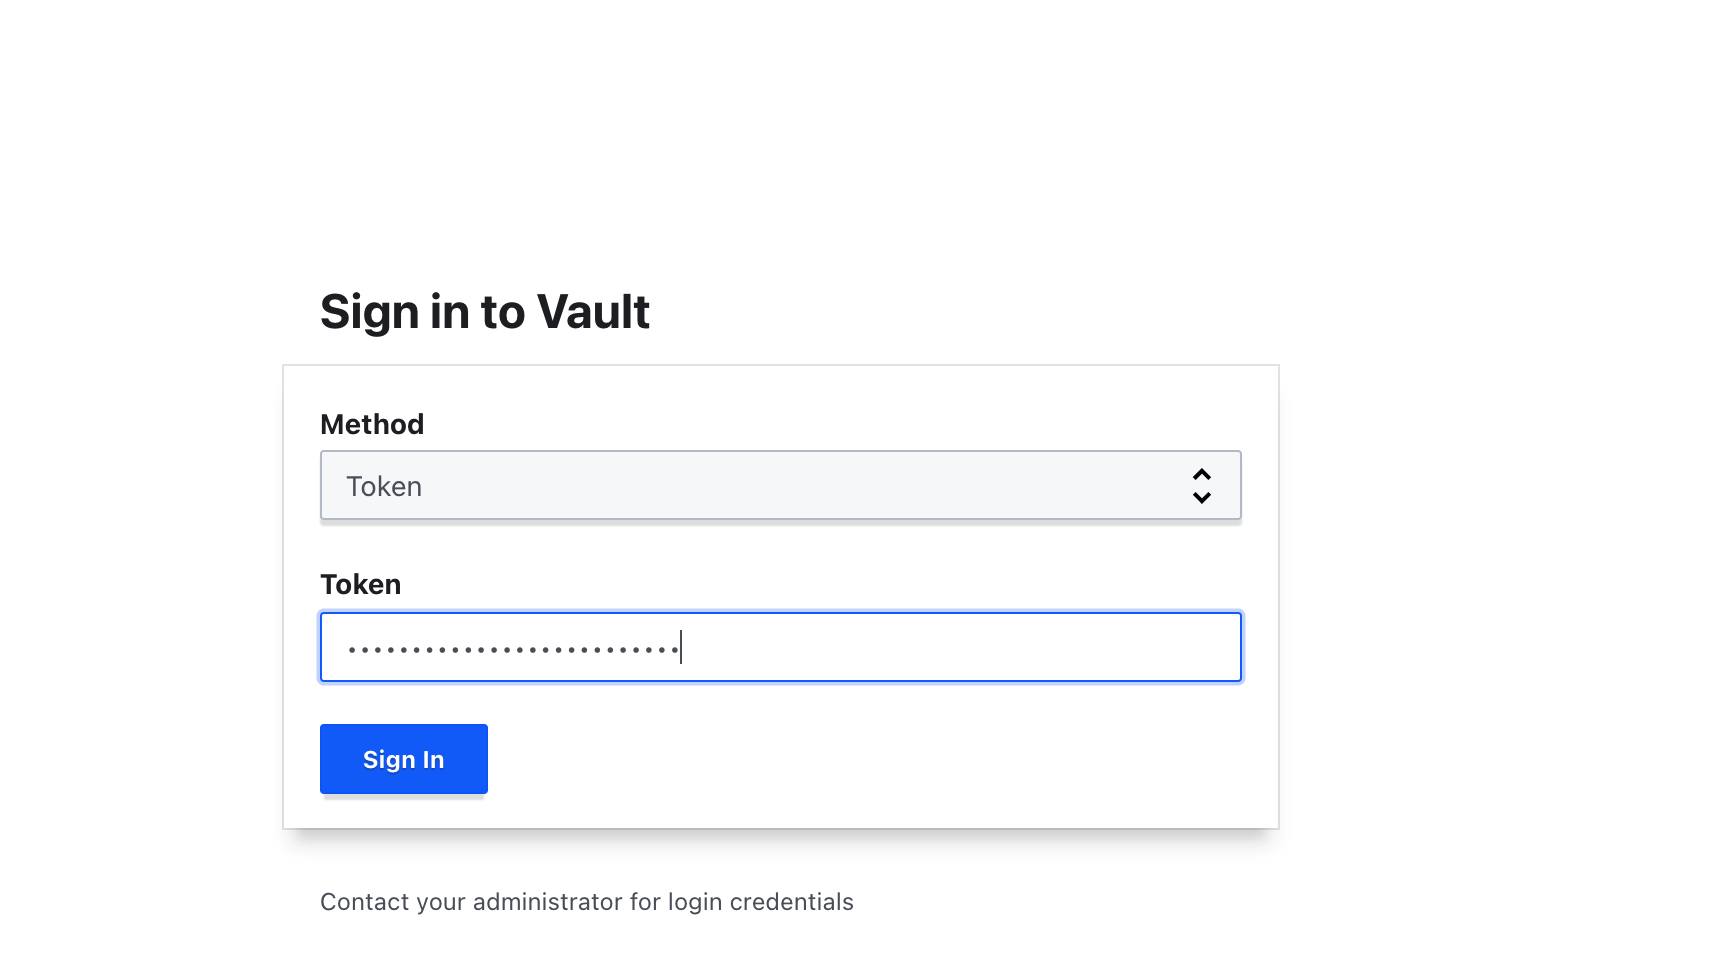 Sign in to Vault
Method
Token
Token
••••••••••••••••••••••••••
Sign In
Contact your administrator for login credentials